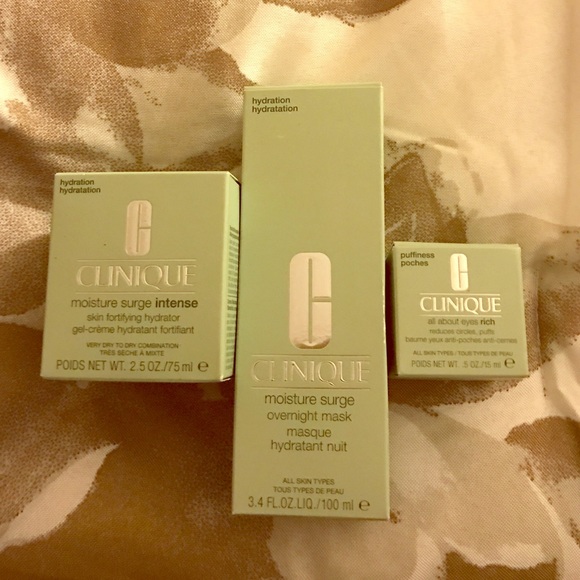 hydration
hydratation
CLINIQUE
moisture surge intense
skin fortifying hydrator
gel-crème hydratant fortifiant
VERY DRY TO DRY COMBINATION
TRÈS SÈCHE À MIXTE
POIDS NET WT. 2.5 OZ./75 ml ℮
hydration
hydratation
CLINIQUE
moisture surge
overnight mask
masque
hydratant nuit
ALL SKIN TYPES
TOUS TYPES DE PEAU
3.4 FL.OZ.LIQ./100 ml ℮
puffiness
poches
CLINIQUE
all about eyes rich
reduces circles, puffs
baume yeux anti-poches anti-cernes
ALL SKIN TYPES / TOUS TYPES DE PEAU
POIDS NET WT. .5 OZ./15 ml ℮